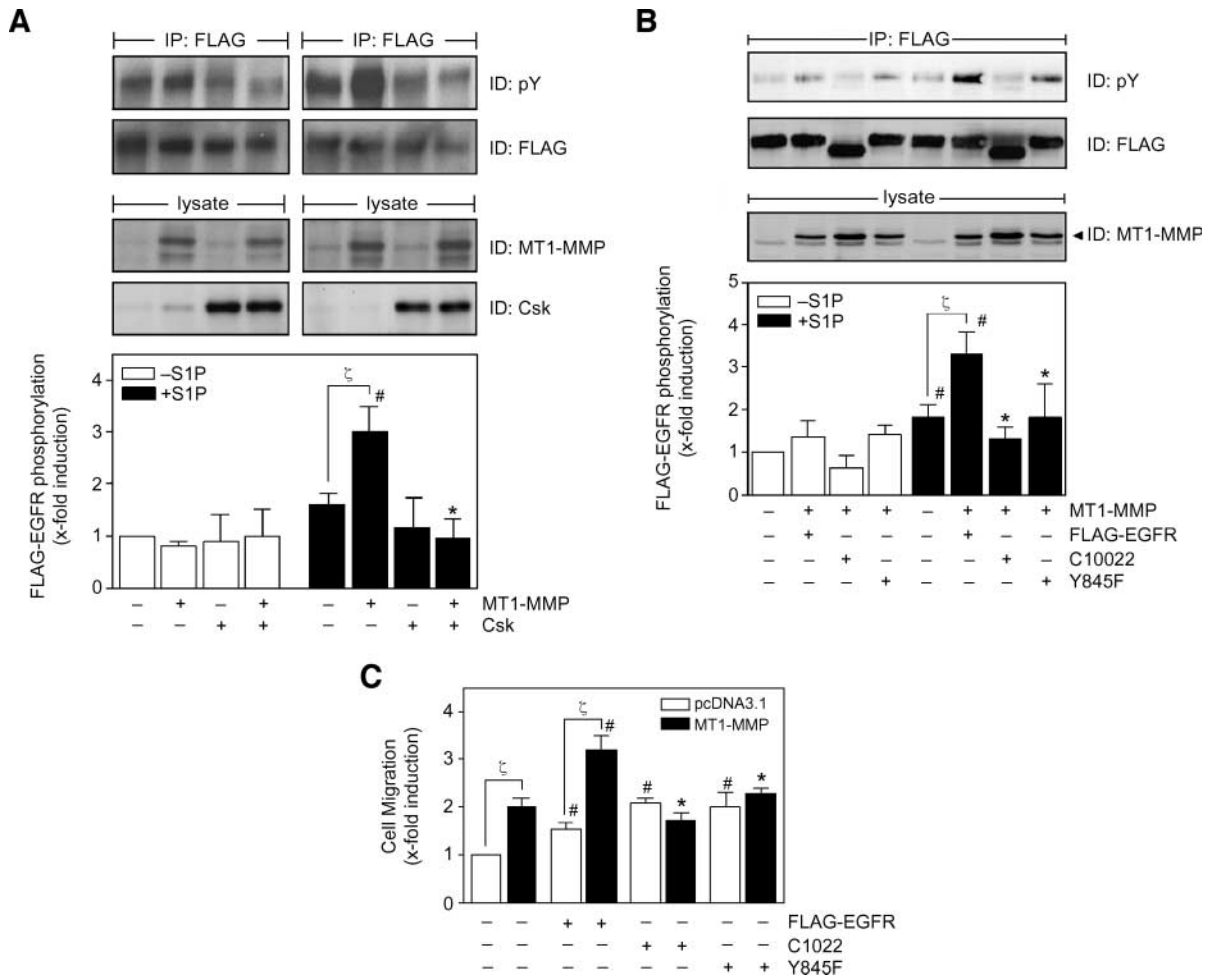 A
IP: FLAG IP: FLAG
ID: pY
ID: FLAG
lysate lysate
ID: MT1-MMP
ID: Csk
FLAG-EGFR phosphorylation
(x-fold induction)
4
3
2
1
0
–S1P
+S1P
ζ
#
*
– + – + – + – + MT1-MMP
– – + + – – + + Csk
B
IP: FLAG
ID: pY
ID: FLAG
lysate
◄ ID: MT1-MMP
FLAG-EGFR phosphorylation
(x-fold induction)
5
4
2
1
0
–S1P
+S1P
ζ
#
#
*
*
– + + + – + + + MT1-MMP
– + – – – + – – FLAG-EGFR
– – + – – – + – C10022
– – – + – – – + Y845F
C
Cell Migration
(x-fold induction)
4
3
2
1
0
pcDNA3.1
MT1-MMP
ζ
ζ
#
#
#
*
#
*
– – + + – – – – FLAG-EGFR
– – – – + + – – C1022
– – – – – – + + Y845F